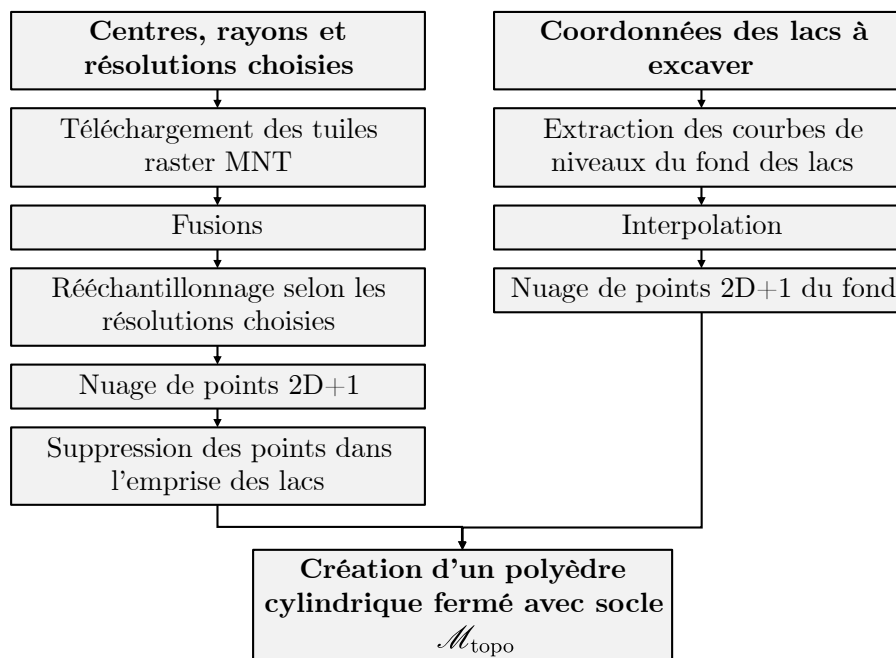 Centres, rayons et
résolutions choisies
Téléchargement des tuiles
raster MNT
Fusions
Rééchantillonnage selon les
résolutions choisies
Nuage de points 2D+1
Suppression des points dans
l'emprise des lacs
Coordonnées des lacs à
excaver
Extraction des courbes de
niveaux du fond des lacs
Interpolation
Nuage de points 2D+1 du fond
Création d'un polyèdre
cylindrique fermé avec socle
ℳtopo